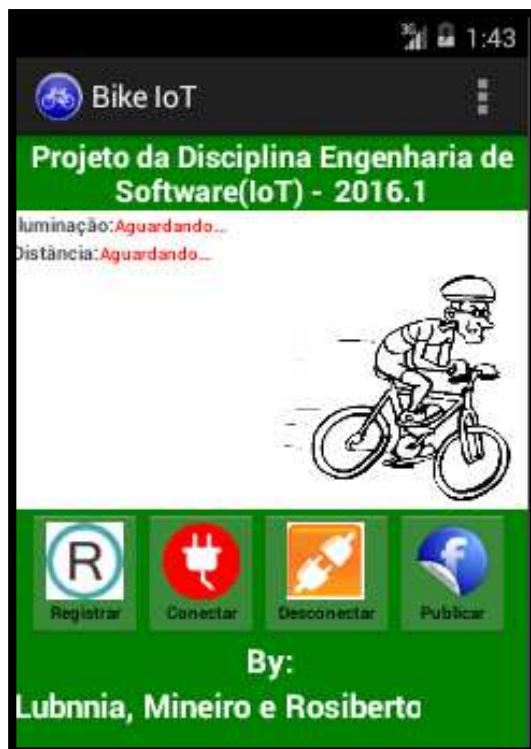 3G 1:43
Bike IoT
Projeto da Disciplina Engenharia de
Software(IoT) - 2016.1
luminação:Aguardando...
Distância:Aguardando...
R
Registrar Conectar Desconectar Publicar
By:
Lubnnia, Mineiro e Rosiberto